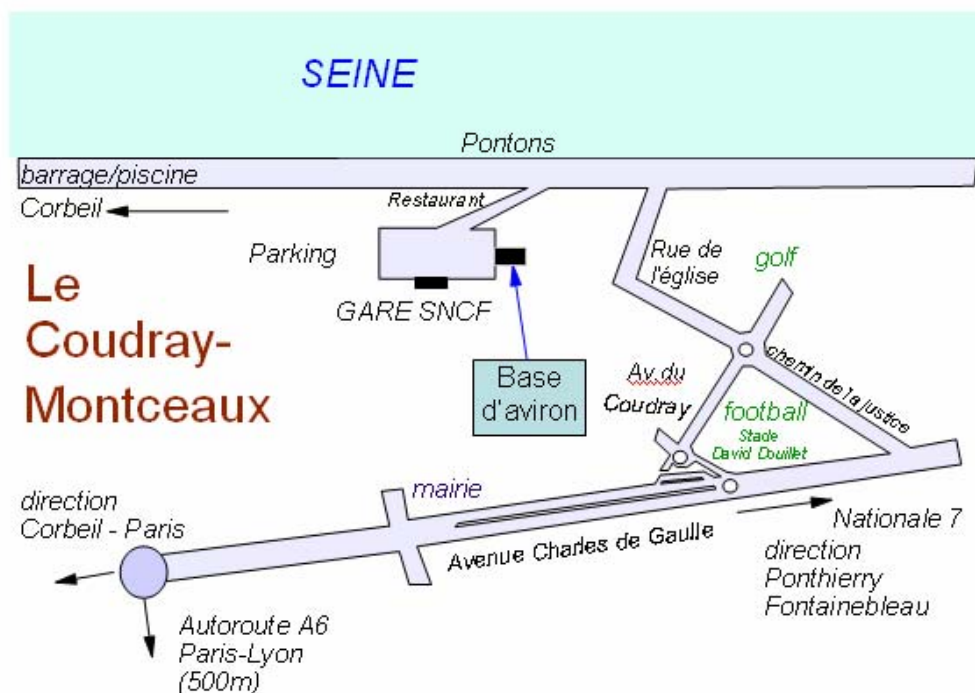 SEINE
Pontons
barrage/piscine
Restaurant
Corbeil
Parking
Rue de
l'église
golf
Le
Coudray-
Montceaux
GARE SNCF
Base
d'aviron
Av.du
Coudray
chemin de la justice
football
Stade
David Douillet
mairie
direction
Corbeil - Paris
Avenue Charles de Gaulle
Nationale 7
direction
Ponthierry
Fontainebleau
Autoroute A6
Paris-Lyon
(500m)